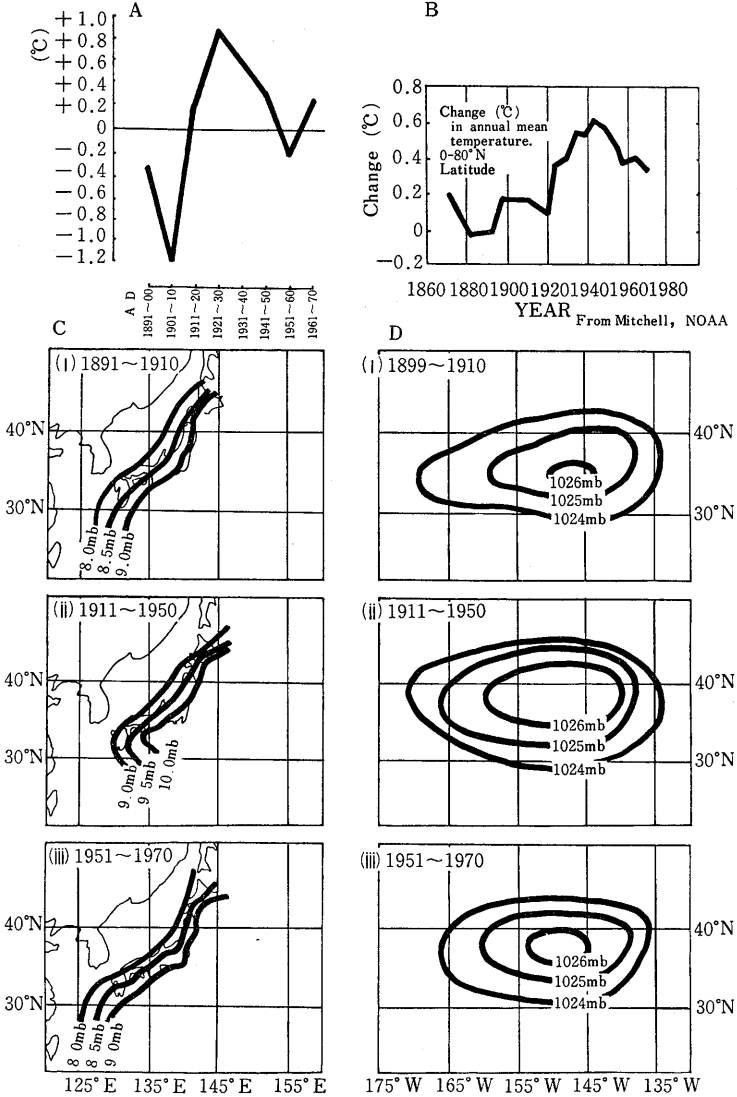 A
(℃)
+1.0
+0.8
+0.6
+0.4
+0.2
0
-0.2
-0.4
-0.6
-0.8
-1.0
-1.2
A D
1891~00
1901~10
1911~20
1921~30
1931~40
1941~50
1951~60
1961~70
B
Change (℃)
0.8
0.6
0.4
0.2
0
-0.2
Change (℃)
in annual mean
temperature.
0-80°N
Latitude
1860 1880 1900 1920 1940 1960 1980
YEAR
From Mitchell, NOAA
C
(i) 1891~1910
40°N
30°N
8.0mb
8.5mb
9.0mb
(ii) 1911~1950
40°N
30°N
9.0mb
9 5mb
10.0mb
(iii) 1951~1970
40°N
30°N
8 0mb
8 5mb
9 0mb
125°E 135°E 145°E 155°E
D
(i) 1899~1910
40°N
30°N
1026mb
1025mb
1024mb
(ii) 1911~1950
40°N
30°N
1026mb
1025mb
1024mb
(iii) 1951~1970
40°N
30°N
1026mb
1025mb
1024mb
175°W 165°W 155°W 145°W 135°W